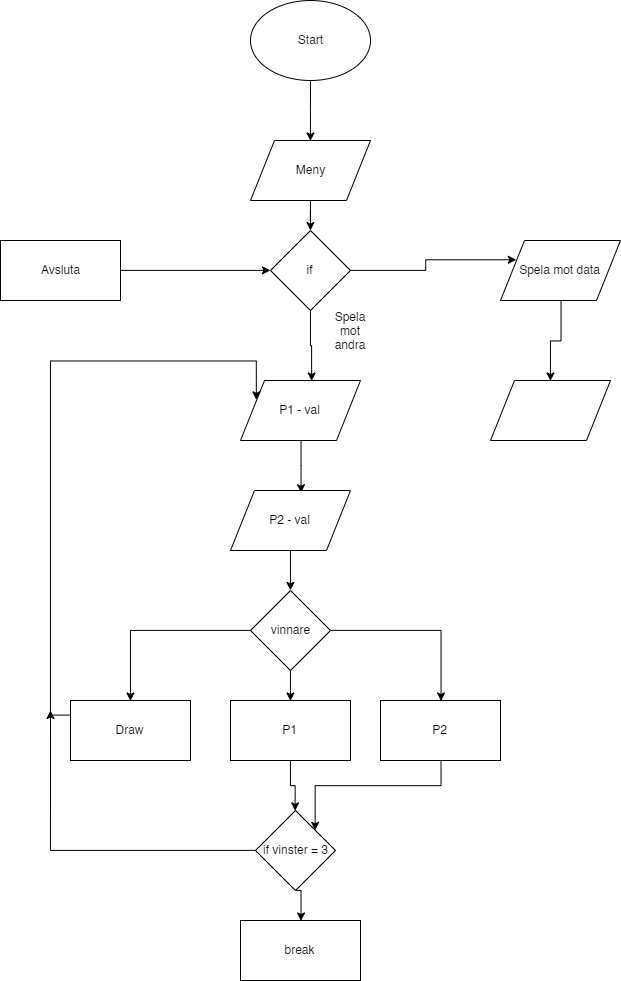 Start
Meny
Avsluta
if
Spela mot data
Spela
mot
andra
P1 - val
P2 - val
vinnare
Draw
P1
P2
if vinster = 3
break